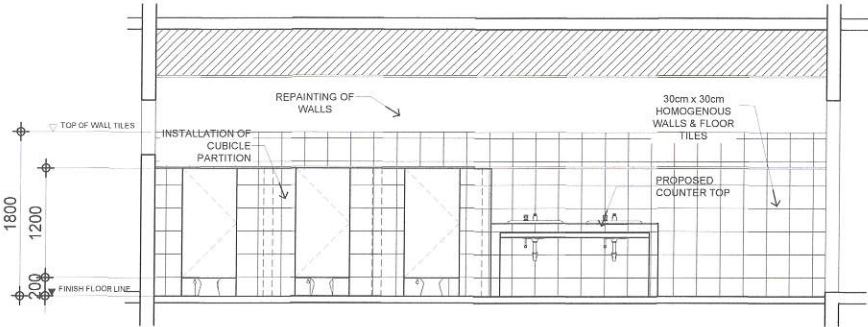 REPAINTING OF
WALLS
30cm x 30cm
HOMOGENOUS
WALLS & FLOOR
TILES
TOP OF WALL TILES
INSTALLATION OF
CUBICLE
PARTITION
PROPOSED
COUNTER TOP
1800
1200
200
FINISH FLOOR LINE